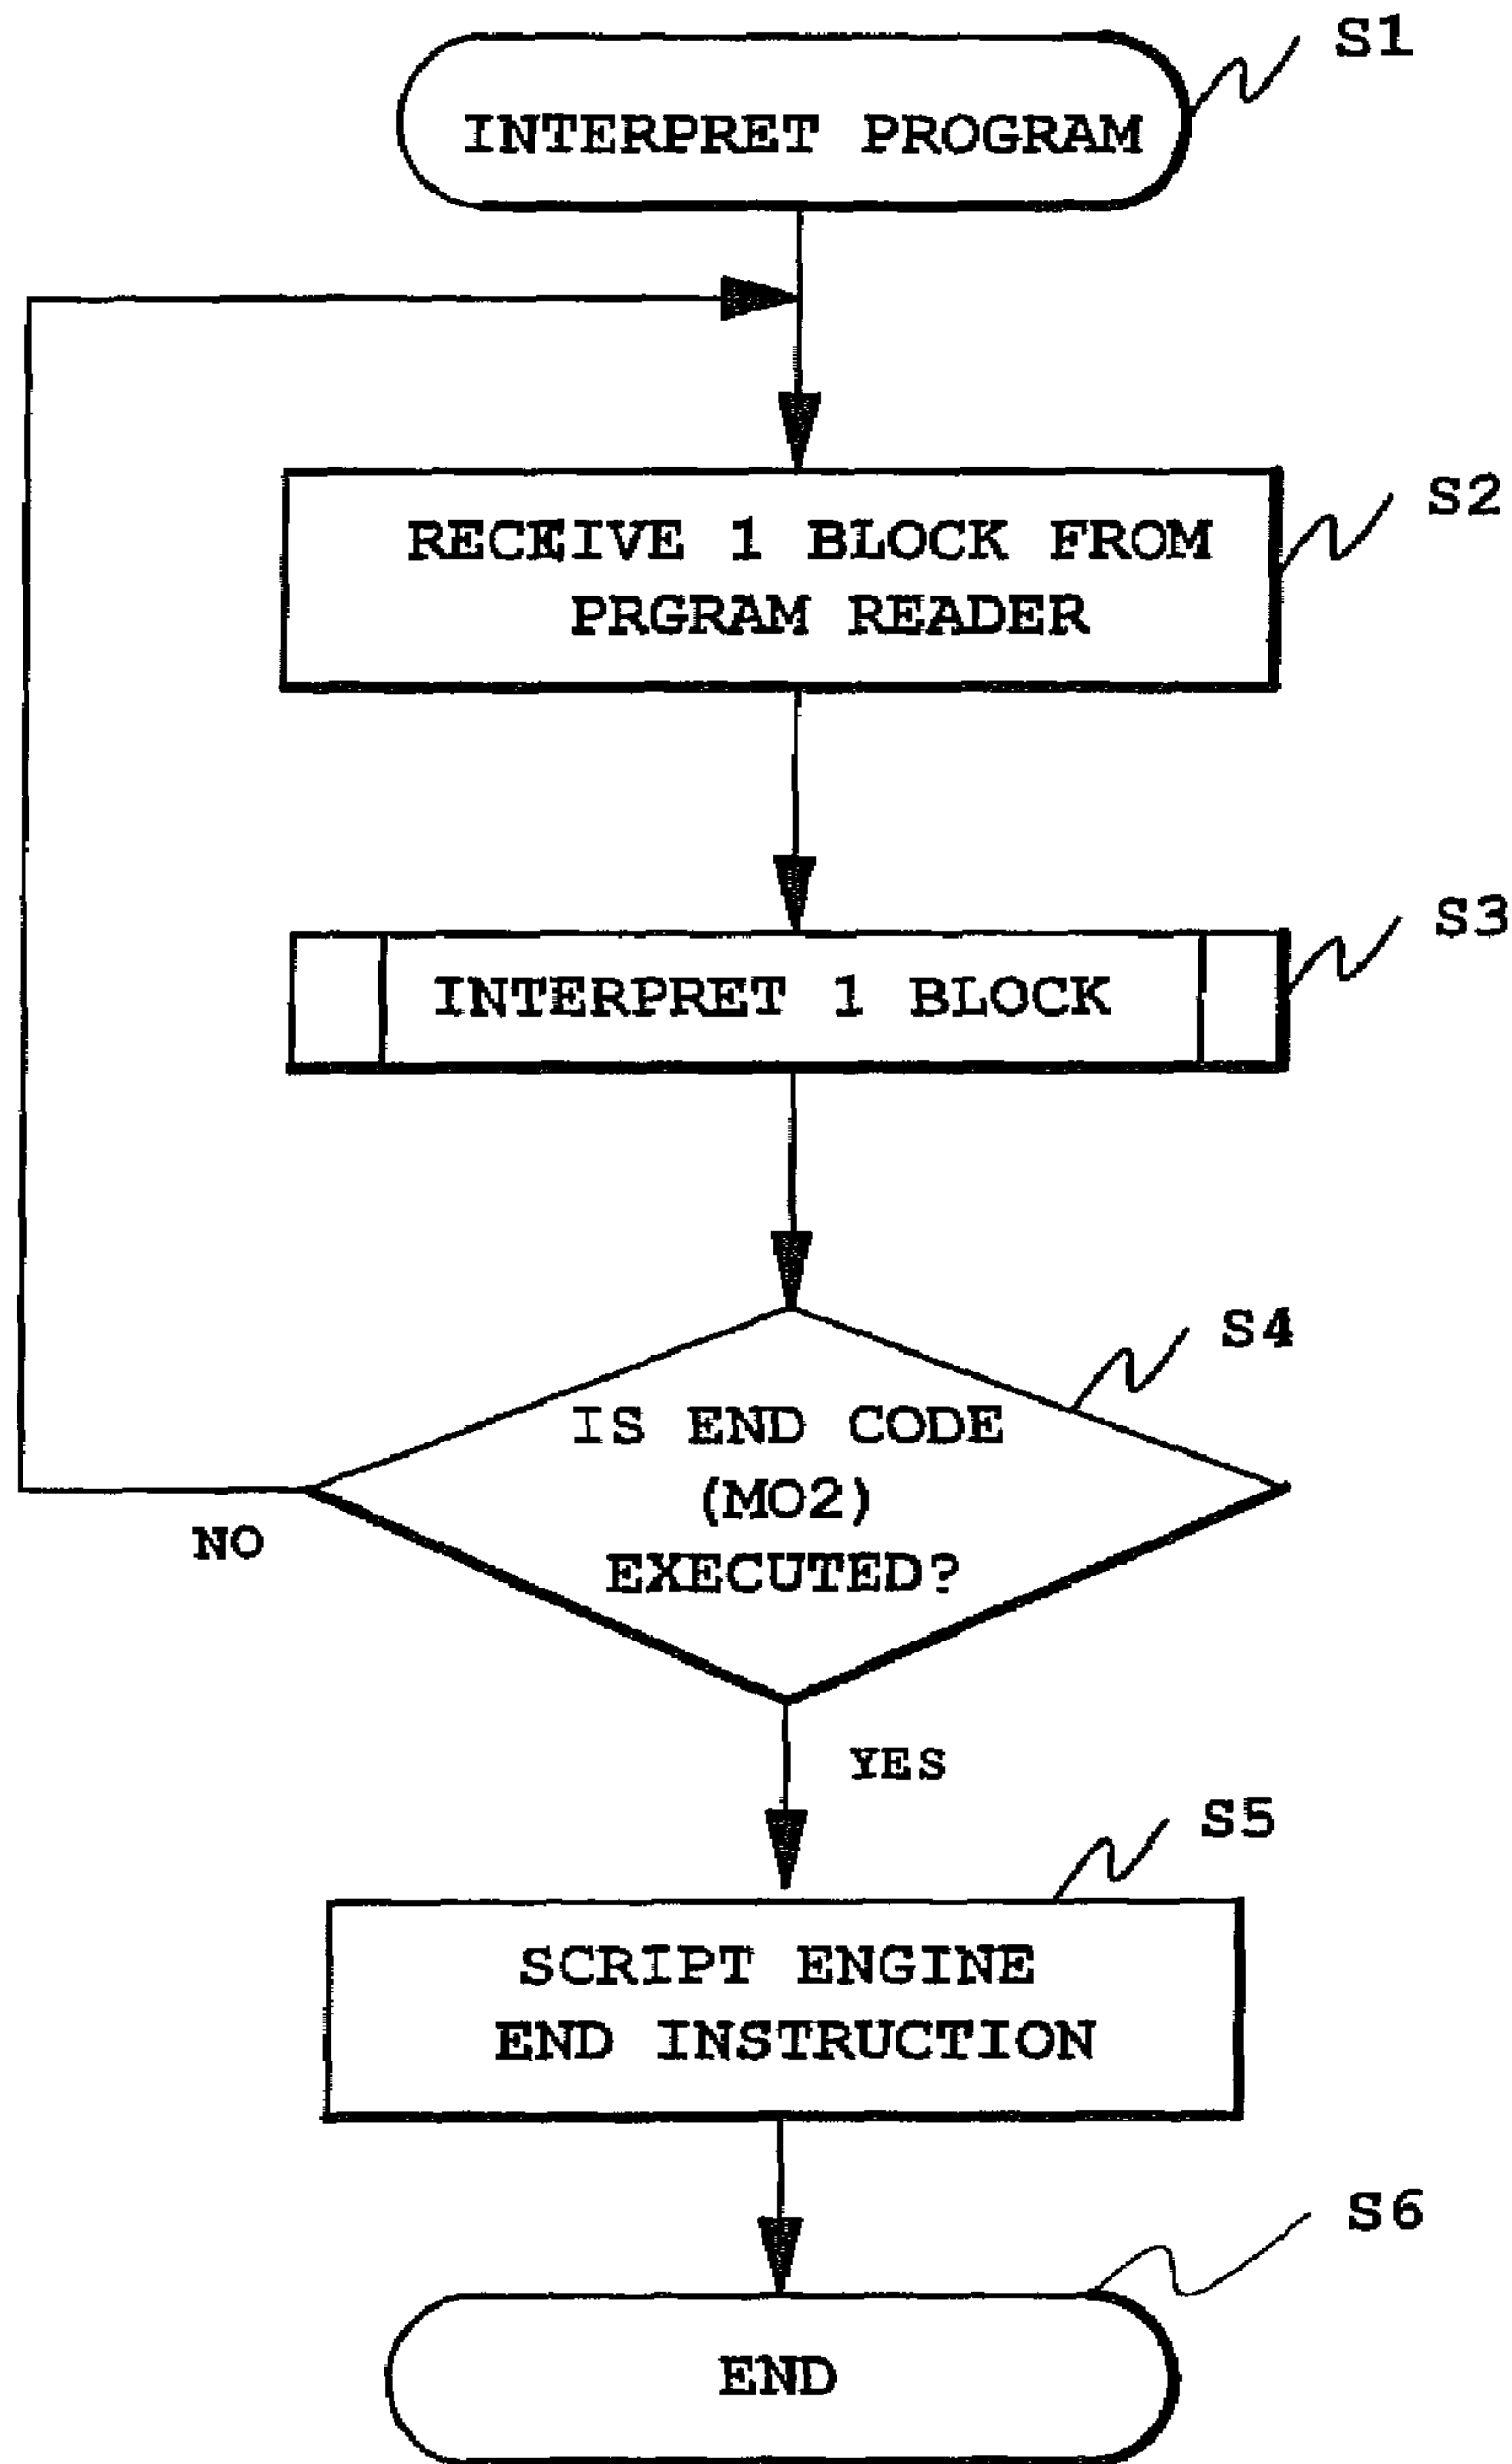 S1
INTERPRET PROGRAM
S2
RECEIVE 1 BLOCK FROM
PRGRAM READER
S3
INTERPRET 1 BLOCK
S4
IS END CODE
(MO2)
EXECUTED?
NO
YES
S5
SCRIPT ENGINE
END INSTRUCTION
S6
END